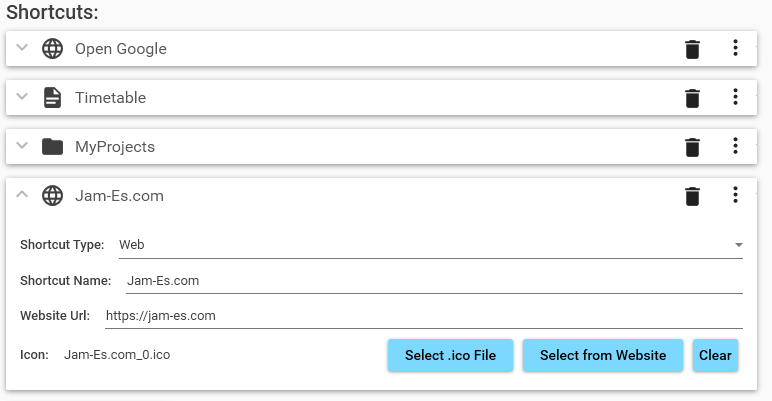 Shortcuts:
Open Google
Timetable
MyProjects
Jam-Es.com
Shortcut Type: Web
Shortcut Name: Jam-Es.com
Website Url: https://jam-es.com
Icon: Jam-Es.com_0.ico Select .ico File Select from Website Clear